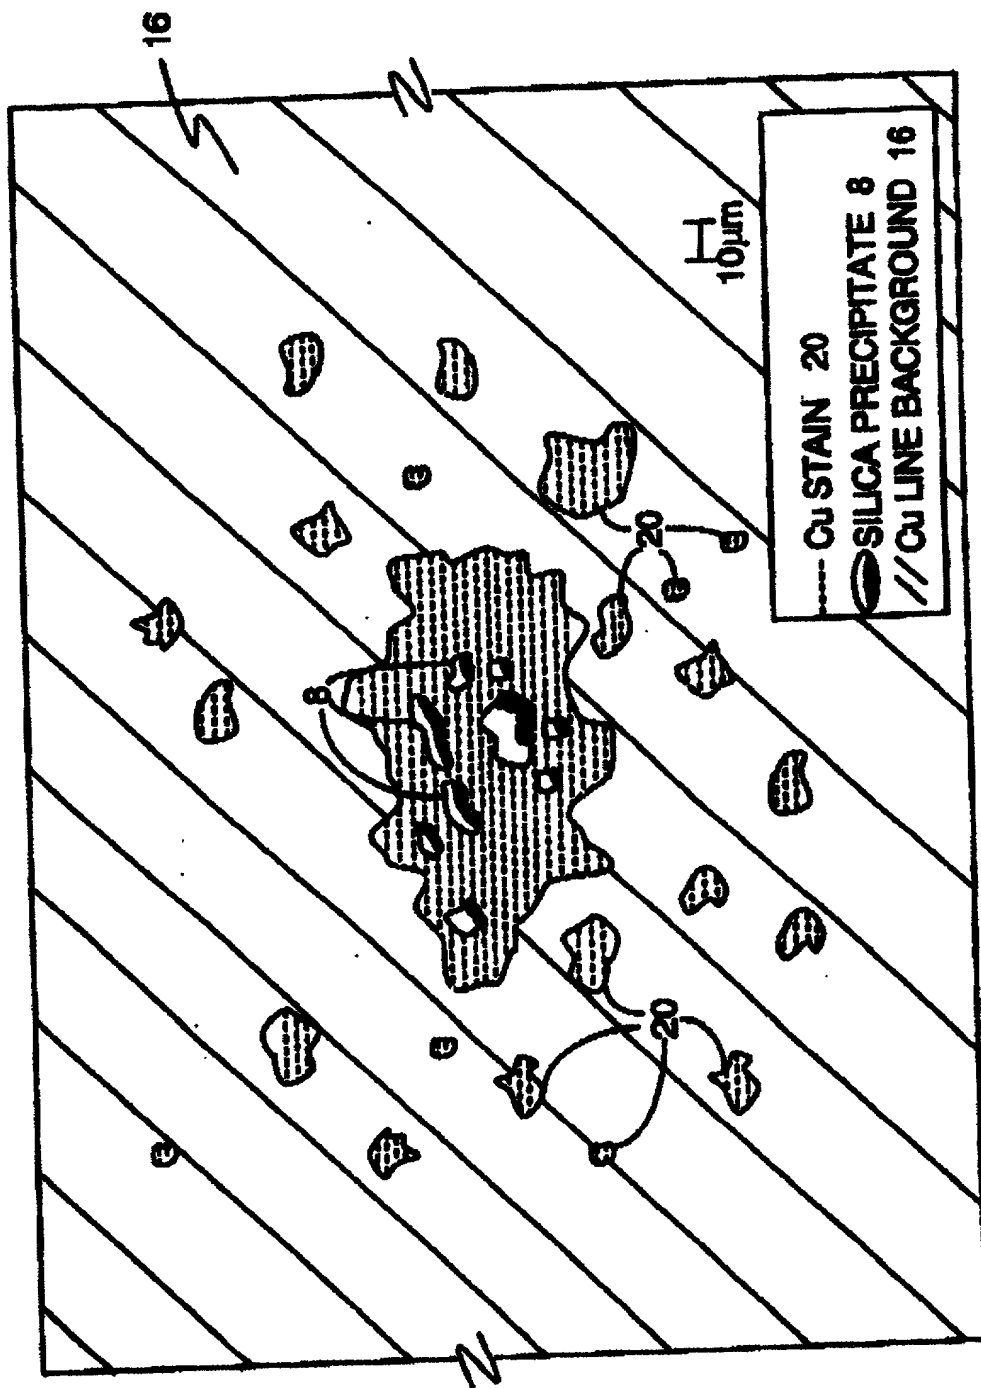 16
8
20
20
10µm
Cu STAIN 20
SILICA PRECIPITATE 8
// Cu LINE BACKGROUND 16